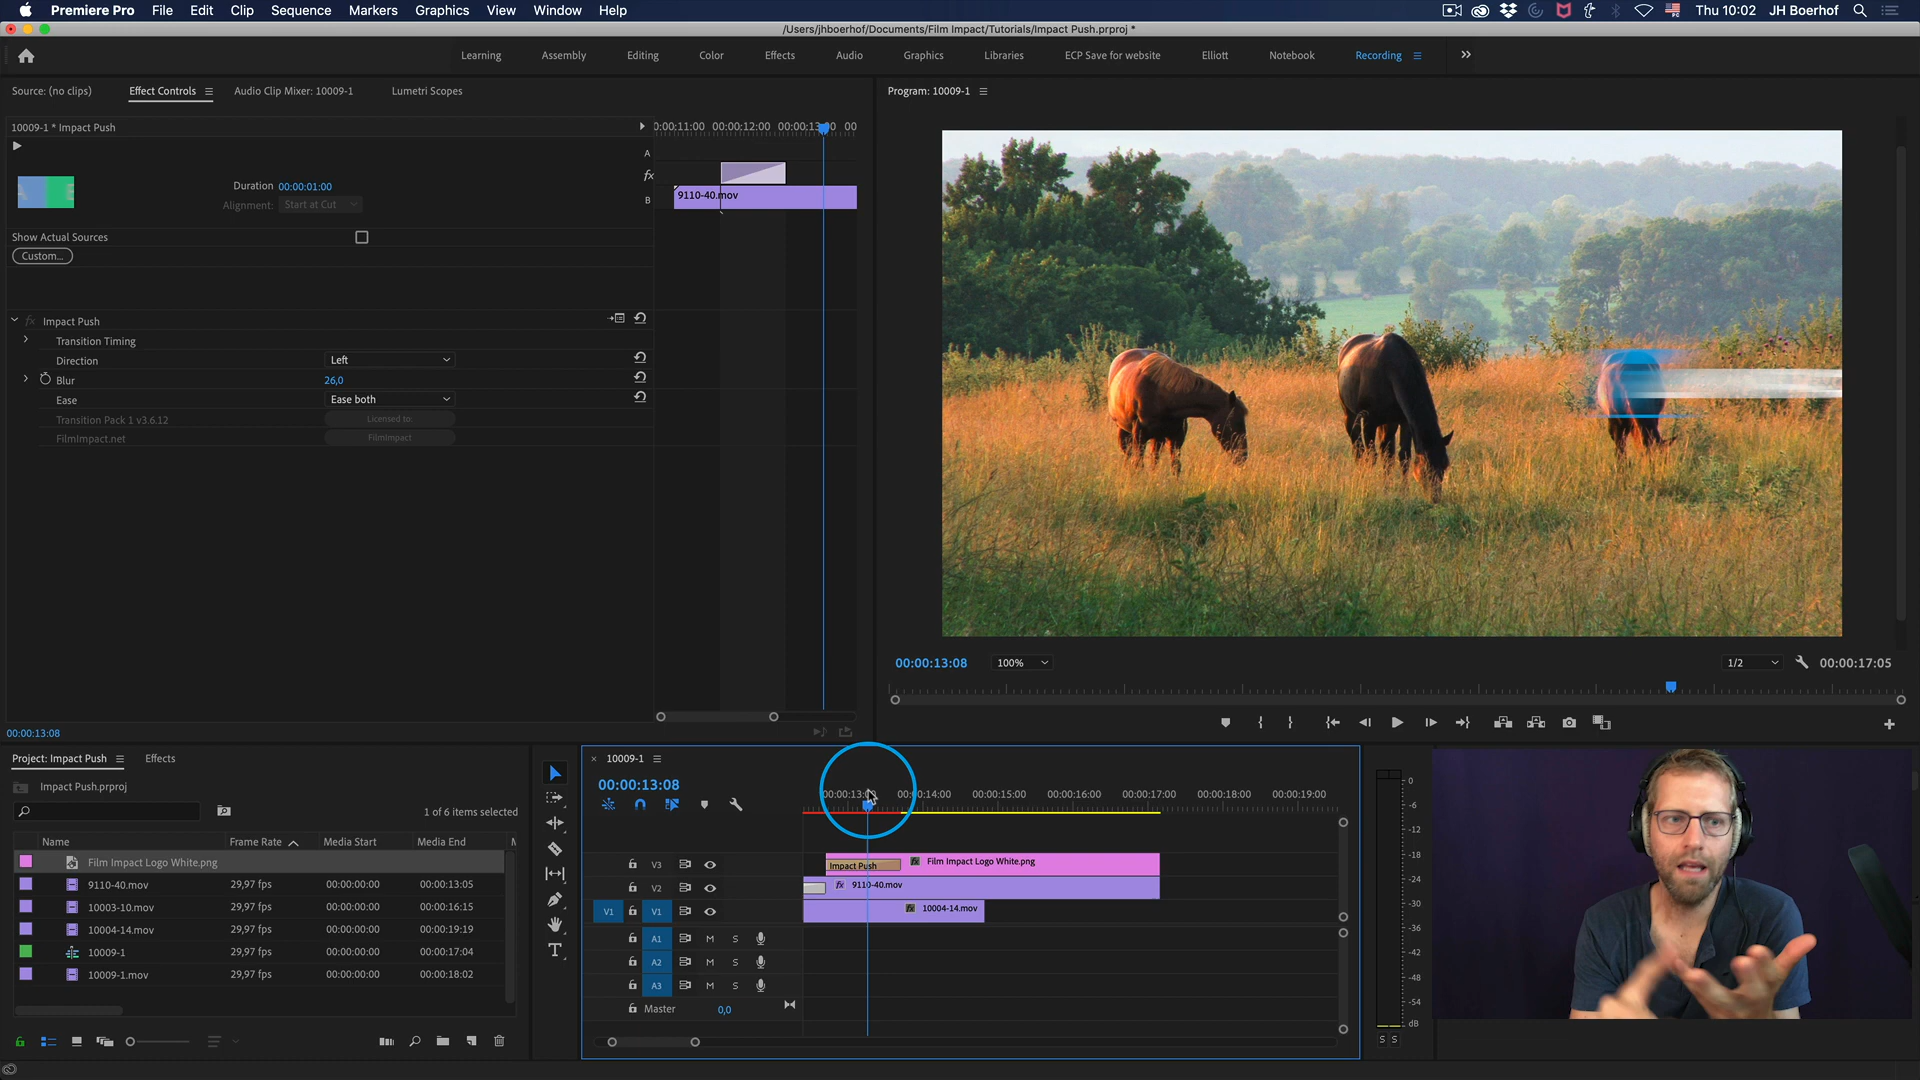 Premiere Pro File Edit Clip Sequence Markers Graphics View Window Help Thu 10:02 JH Boerhof
/Users/jhboerhof/Documents/Film Impact/Tutorials/Impact Push.prproj *
Learning Assembly Editing Color Effects Audio Graphics Libraries ECP Save for website Elliott Notebook Recording
Source: (no clips) Effect Controls Audio Clip Mixer: 10009-1 Lumetri Scopes
Program: 10009-1
10009-1 * Impact Push
0:00:11:00 00:00:12:00 00:00:13:00 00
A
fx
B
9110-40.mov
Duration 00:00:01:00
Alignment: Start at Cut
Show Actual Sources
Custom...
fx Impact Push
Transition Timing
Direction Left
Blur 26,0
Ease Ease both
Transition Pack 1 v3.6.12 Licensed to:
FilmImpact.net FilmImpact
00:00:13:08
00:00:13:08 100% 1/2 00:00:17:05
Project: Impact Push Effects
Impact Push.prproj
1 of 6 items selected
Name Frame Rate Media Start Media End M
Film Impact Logo White.png
9110-40.mov 29,97 fps 00:00:00:00 00:00:13:05
10003-10.mov 29,97 fps 00:00:00:00 00:00:16:15
10004-14.mov 29,97 fps 00:00:00:00 00:00:19:19
10009-1 29,97 fps 00:00:00:00 00:00:17:04
10009-1.mov 29,97 fps 00:00:00:00 00:00:18:02
T
10009-1
00:00:13:08
00:00:14:00 00:00:15:00 00:00:16:00 00:00:17:00 00:00:18:00 00:00:19:00
V3 Impact Push fx Film Impact Logo White.png
V2 fx 9110-40.mov
V1 V1 fx 10004-14.mov
A1 M S
A2 M S
A3 M S
Master 0,0
0
-6
-12
-18
-24
-30
-36
-42
-48
-54
dB
S S